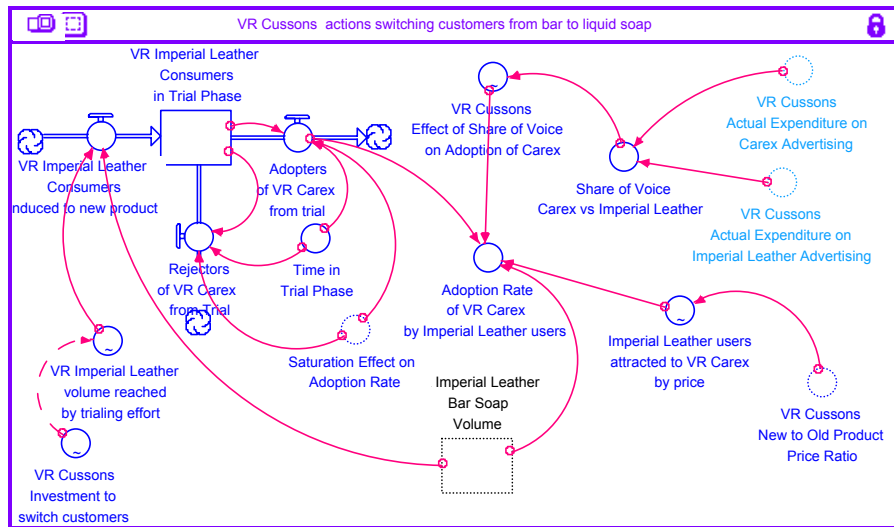 VR Cussons  actions switching customers from bar to liquid soap
VR Imperial Leather
Consumers
in Trial Phase
VR Imperial Leather
Consumers
nduced to new product
Adopters
of VR Carex
from trial
Rejectors
of VR Carex
from Trial
Time in
Trial Phase
VR Cussons
Effect of Share of Voice
on Adoption of Carex
Share of Voice
Carex vs Imperial Leather
VR Cussons
Actual Expenditure on
Carex Advertising
VR Cussons
Actual Expenditure on
Imperial Leather Advertising
Adoption Rate
of VR Carex
by Imperial Leather users
Saturation Effect on
Adoption Rate
Imperial Leather users
attracted to VR Carex
by price
VR Imperial Leather
volume reached
by trialing effort
Imperial Leather
Bar Soap
Volume
VR Cussons
New to Old Product
Price Ratio
VR Cussons
Investment to
switch customers
~
~
~
~